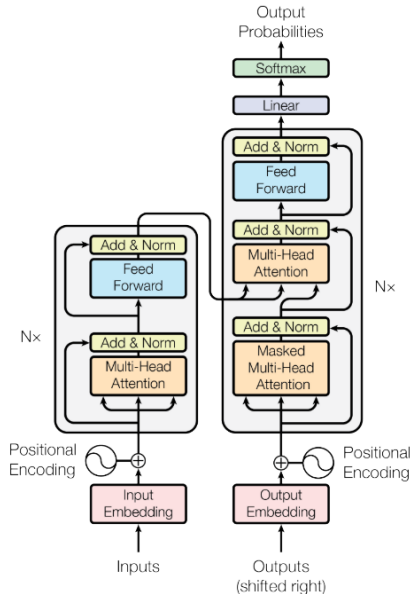 Output
Probabilities
Softmax
Linear
Add & Norm
Feed
Forward
Add & Norm
Multi-Head
Attention
Nx
Add & Norm
Masked
Multi-Head
Attention
Positional
Encoding
Output
Embedding
Outputs
(shifted right)
Add & Norm
Feed
Forward
Nx
Add & Norm
Multi-Head
Attention
Positional
Encoding
Input
Embedding
Inputs